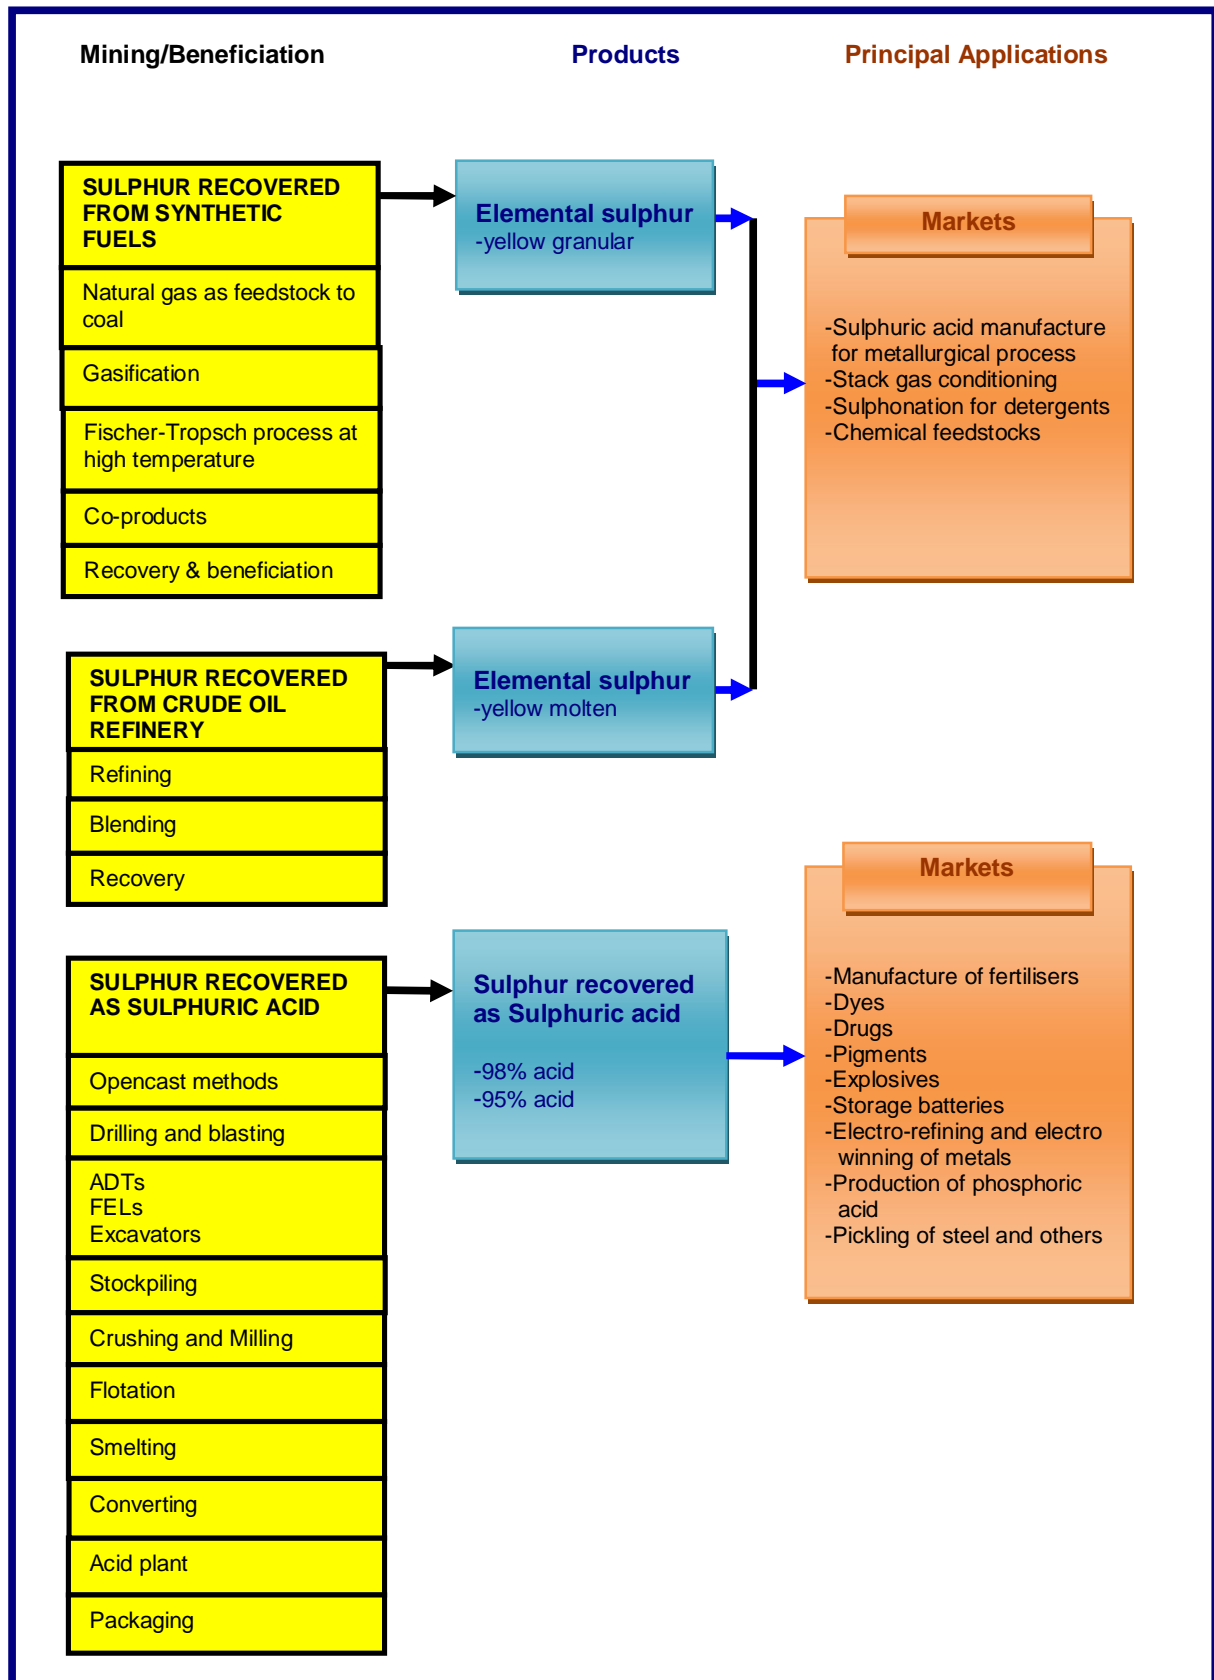 Mining/Beneficiation
Products
Principal Applications
SULPHUR RECOVERED
FROM SYNTHETIC
FUELS
Natural gas as feedstock to
coal
Gasification
Fischer-Tropsch process at
high temperature
Co-products
Recovery & beneficiation
Elemental sulphur
-yellow granular
Markets
-Sulphuric acid manufacture
for metallurgical process
-Stack gas conditioning
-Sulphonation for detergents
-Chemical feedstocks
SULPHUR RECOVERED
FROM CRUDE OIL
REFINERY
Refining
Blending
Recovery
Elemental sulphur
-yellow molten
SULPHUR RECOVERED
AS SULPHURIC ACID
Opencast methods
Drilling and blasting
ADTs
FELs
Excavators
Stockpiling
Crushing and Milling
Flotation
Smelting
Converting
Acid plant
Packaging
Sulphur recovered
as Sulphuric acid
-98% acid
-95% acid
Markets
-Manufacture of fertilisers
-Dyes
-Drugs
-Pigments
-Explosives
-Storage batteries
-Electro-refining and electro
winning of metals
-Production of phosphoric
acid
-Pickling of steel and others